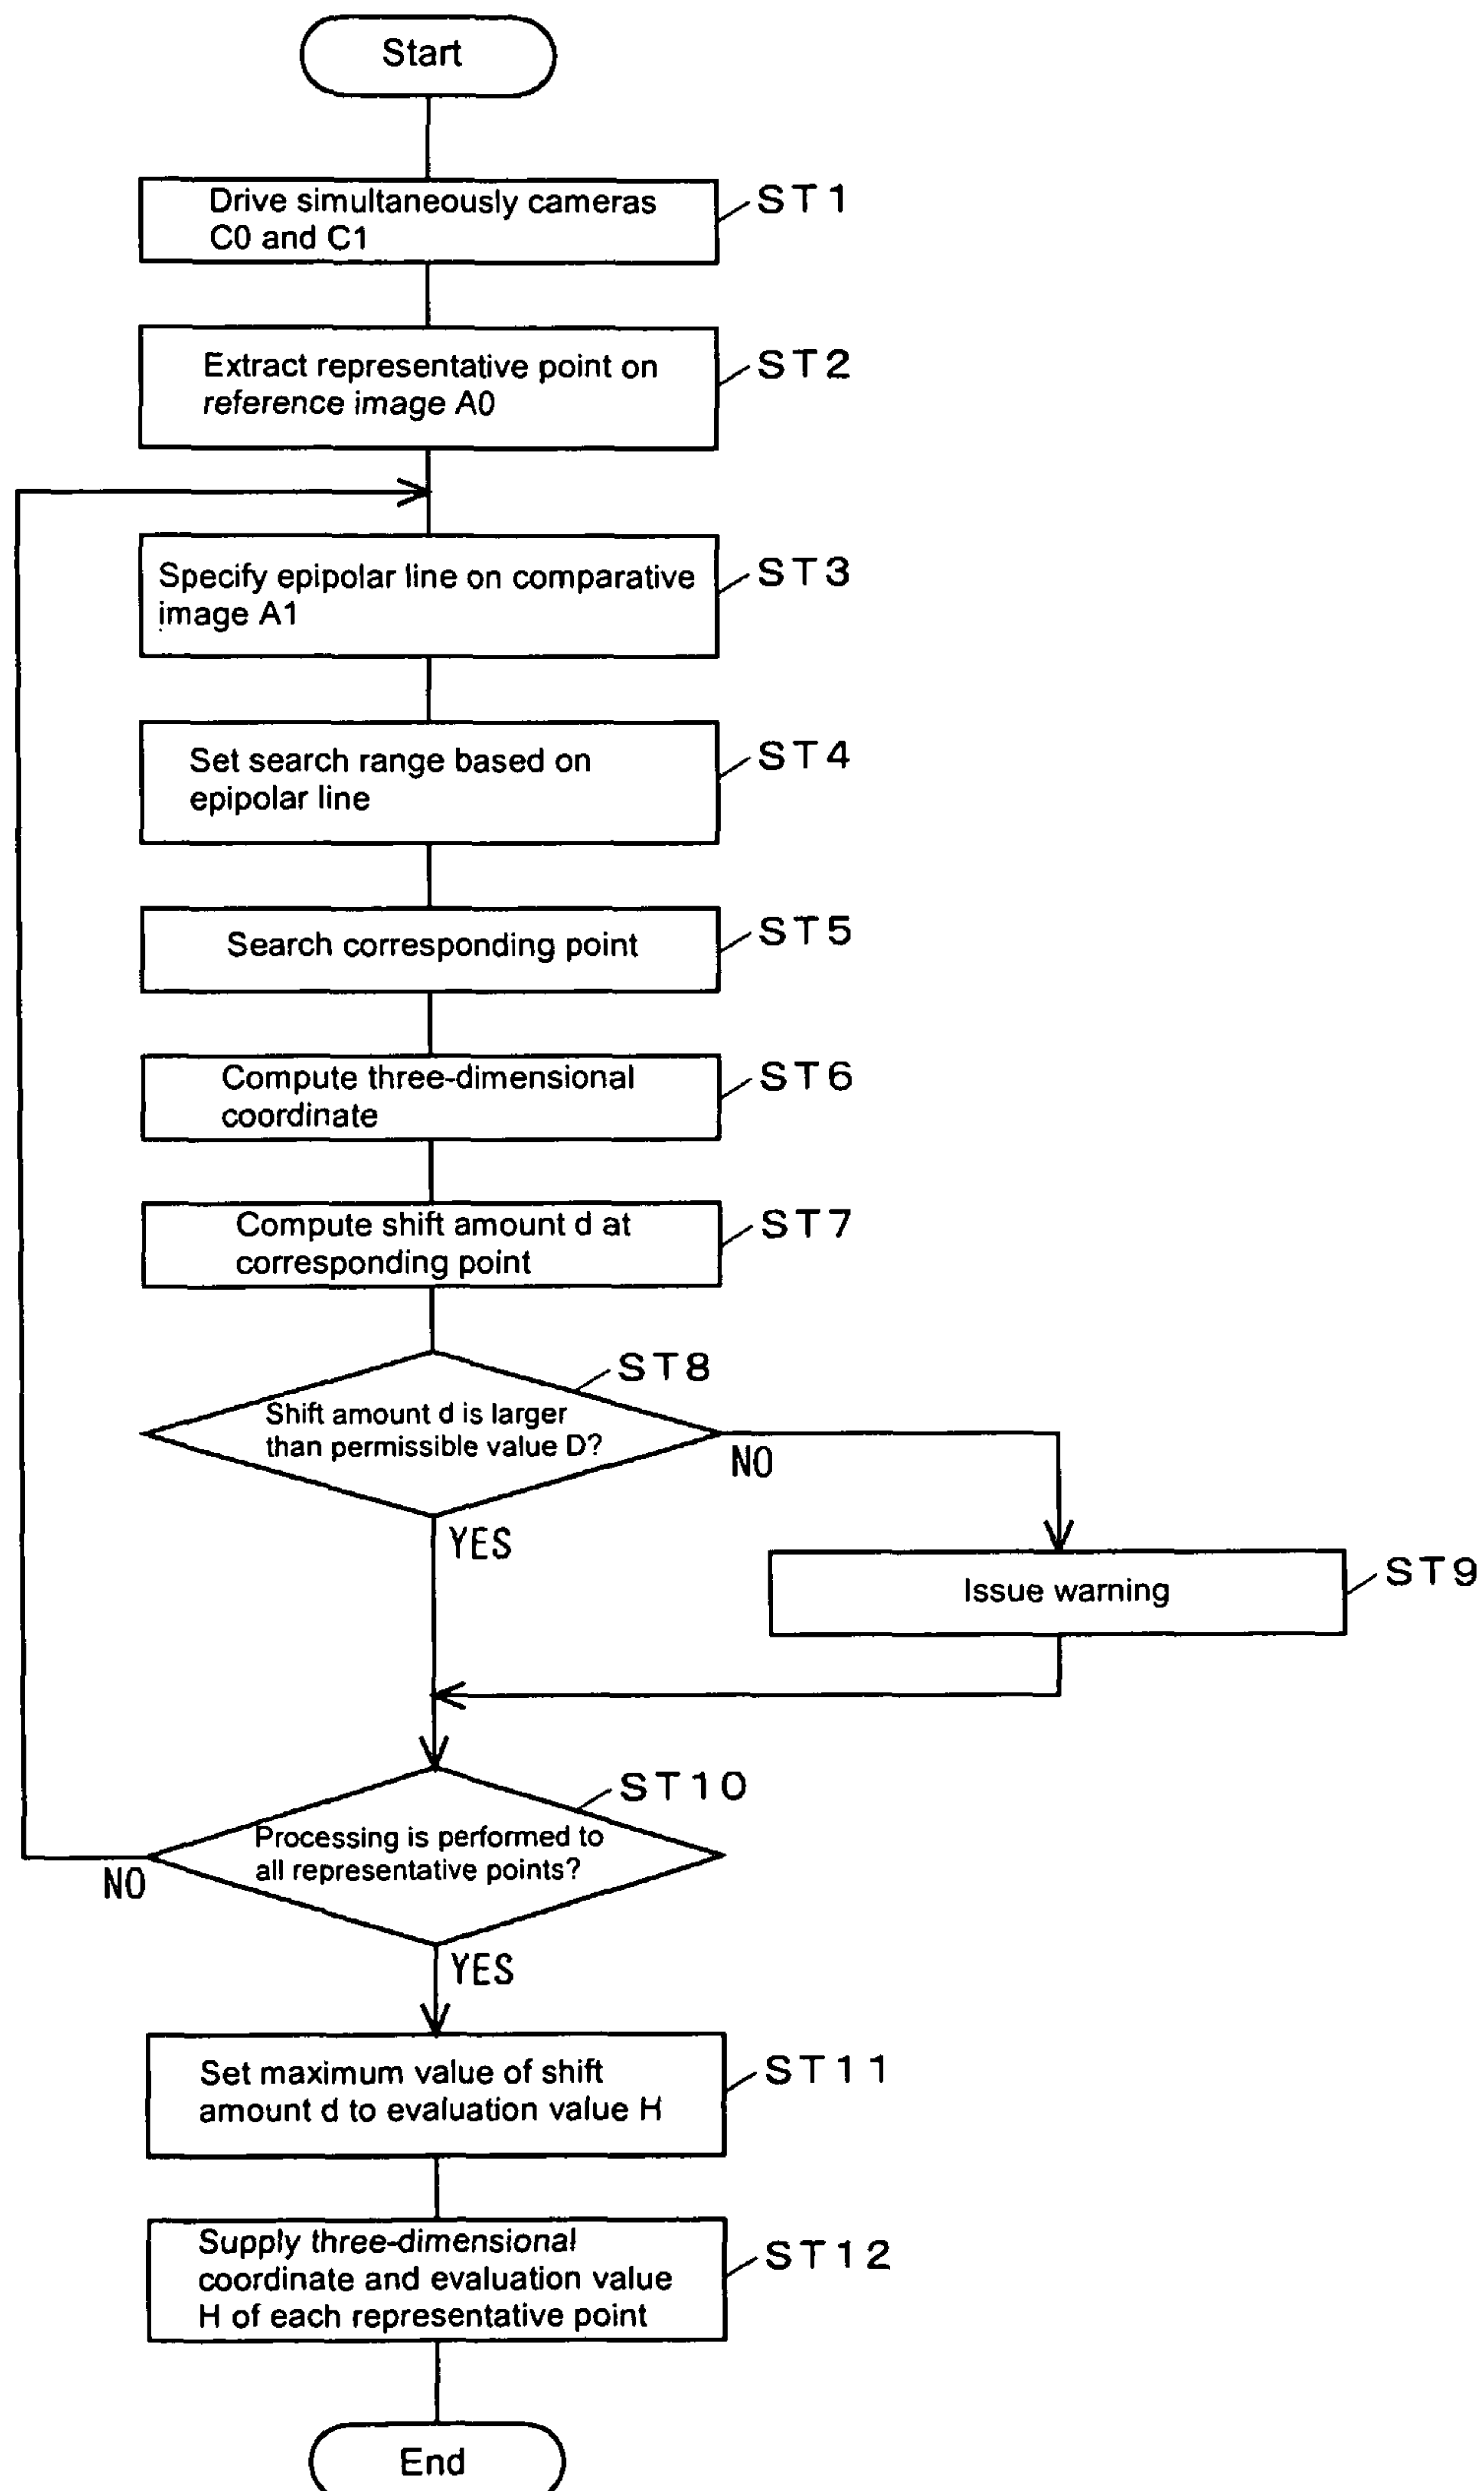 Start
Drive simultaneously cameras
C0 and C1
ST1
Extract representative point on
reference image A0
ST2
Specify epipolar line on comparative
image A1
ST3
Set search range based on
epipolar line
ST4
Search corresponding point
ST5
Compute three-dimensional
coordinate
ST6
Compute shift amount d at
corresponding point
ST7
ST8
Shift amount d is larger
than permissible value D?
NO
YES
Issue warning
ST9
ST10
Processing is performed to
all representative points?
NO
YES
Set maximum value of shift
amount d to evaluation value H
ST11
Supply three-dimensional
coordinate and evaluation value
H of each representative point
ST12
End